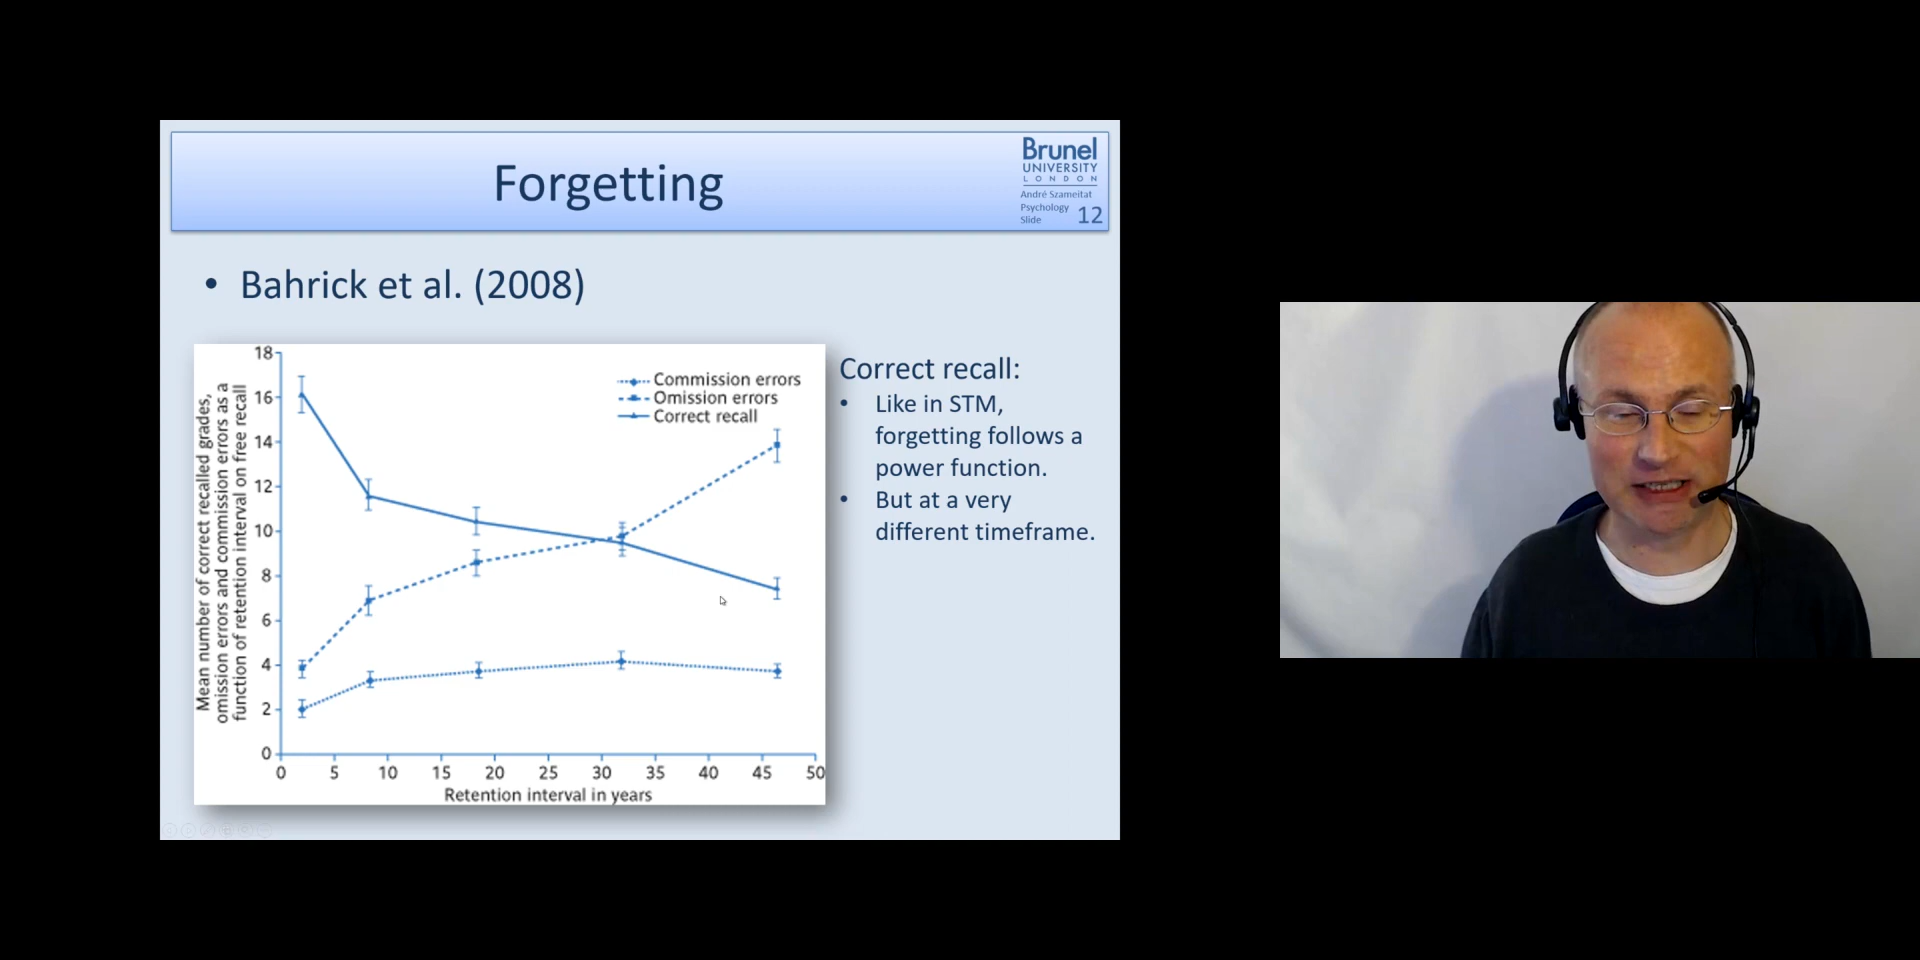 Forgetting
Brunel
UNIVERSITY
LONDON
André Szameitat
Psychology
Slide 12
• Bahrick et al. (2008)
Mean number of correct recalled grades,
omission errors and commission errors as a
function of retention interval on free recall
18
16
14
12
10
8
6
4
2
0
Commission errors
Omission errors
Correct recall
0 5 10 15 20 25 30 35 40 45 50
Retention interval in years
Correct recall:
• Like in STM,
forgetting follows a
power function.
• But at a very
different timeframe.